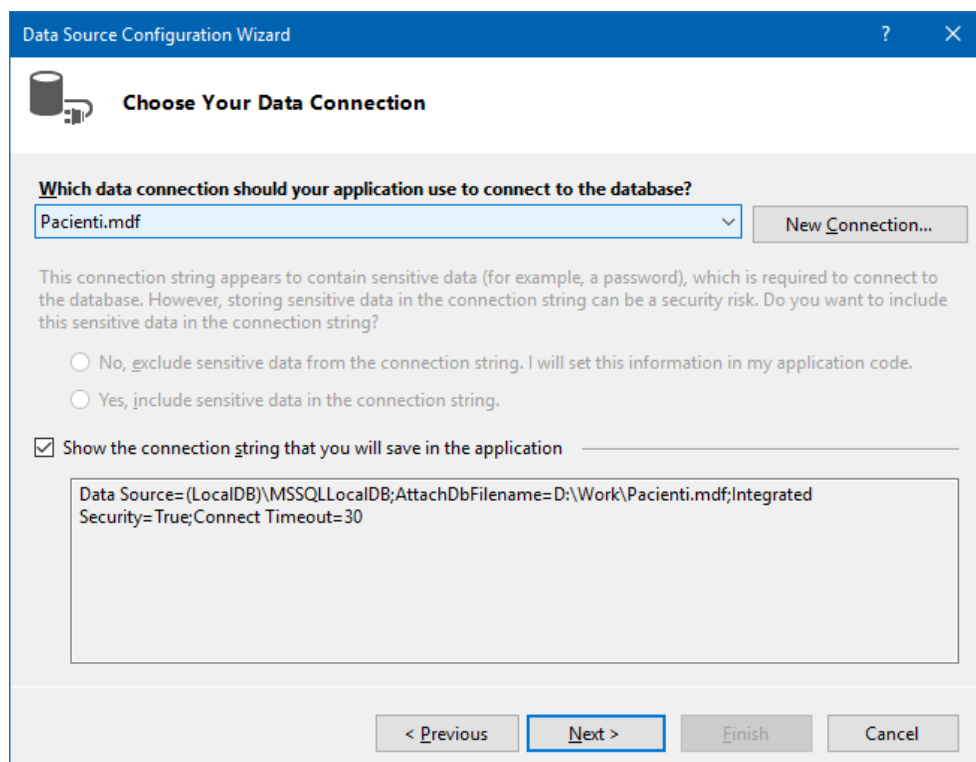 Data Source Configuration Wizard ?
Choose Your Data Connection
Which data connection should your application use to connect to the database?
Pacienti.mdf New Connection...
This connection string appears to contain sensitive data (for example, a password), which is required to connect to
the database. However, storing sensitive data in the connection string can be a security risk. Do you want to include
this sensitive data in the connection string?
No, exclude sensitive data from the connection string. I will set this information in my application code.
Yes, include sensitive data in the connection string.
Show the connection string that you will save in the application
Data Source=(LocalDB)\MSSQLLocalDB;AttachDbFilename=D:\Work\Pacienti.mdf;Integrated
Security=True;Connect Timeout=30
< Previous Next > Finish Cancel